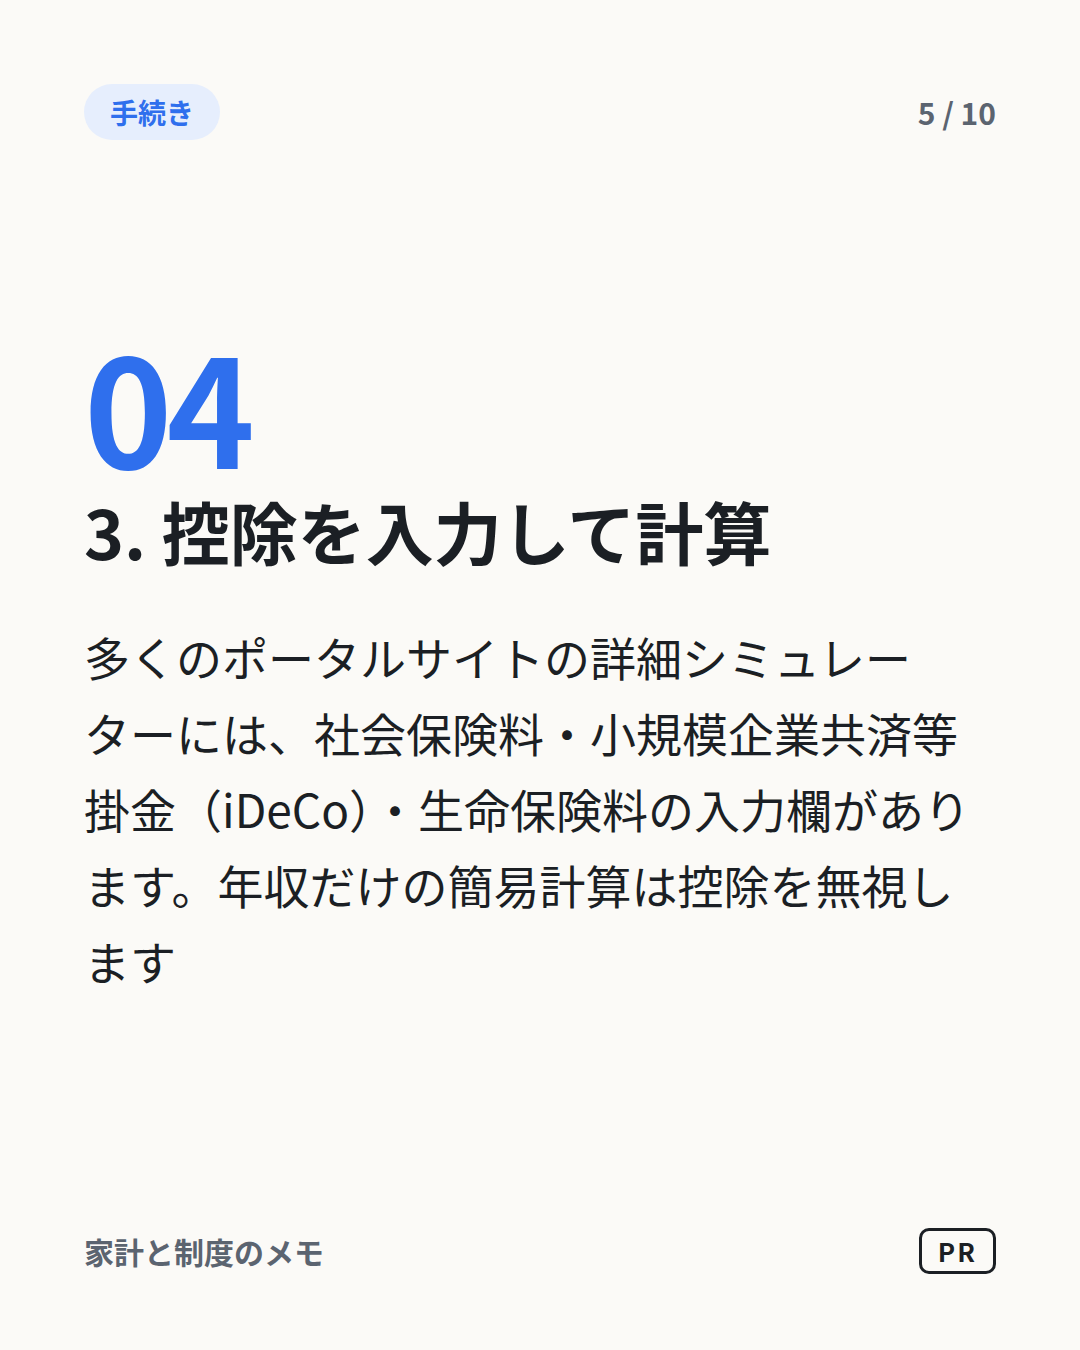 手続き
5 / 10
04
3. 控除を入力して計算
多くのポータルサイトの詳細シミュレー
ターには、社会保険料・小規模企業共済等
掛金（iDeCo）・生命保険料の入力欄があり
ます。年収だけの簡易計算は控除を無視し
ます
家計と制度のメモ
PR